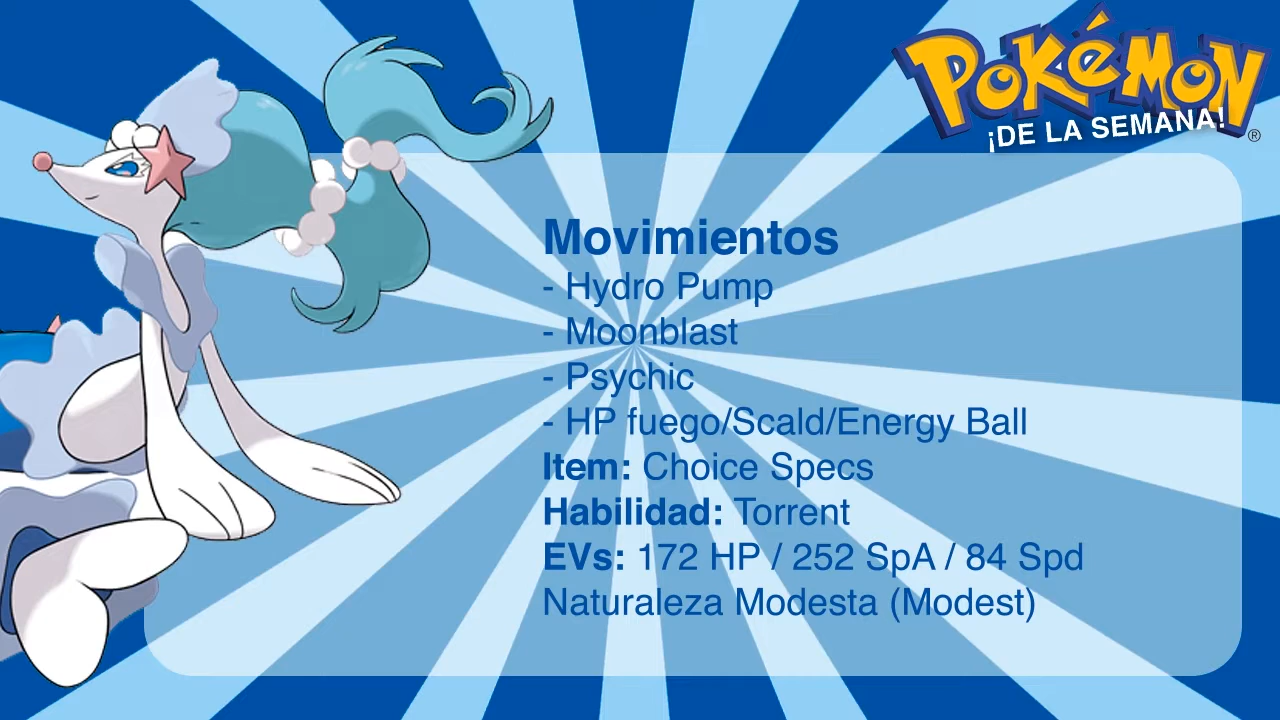 POKÉMON
¡DE LA SEMANA!
®
Movimientos
- Hydro Pump
- Moonblast
- Psychic
- HP fuego/Scald/Energy Ball
Item: Choice Specs
Habilidad: Torrent
EVs: 172 HP / 252 SpA / 84 Spd
Naturaleza Modesta (Modest)